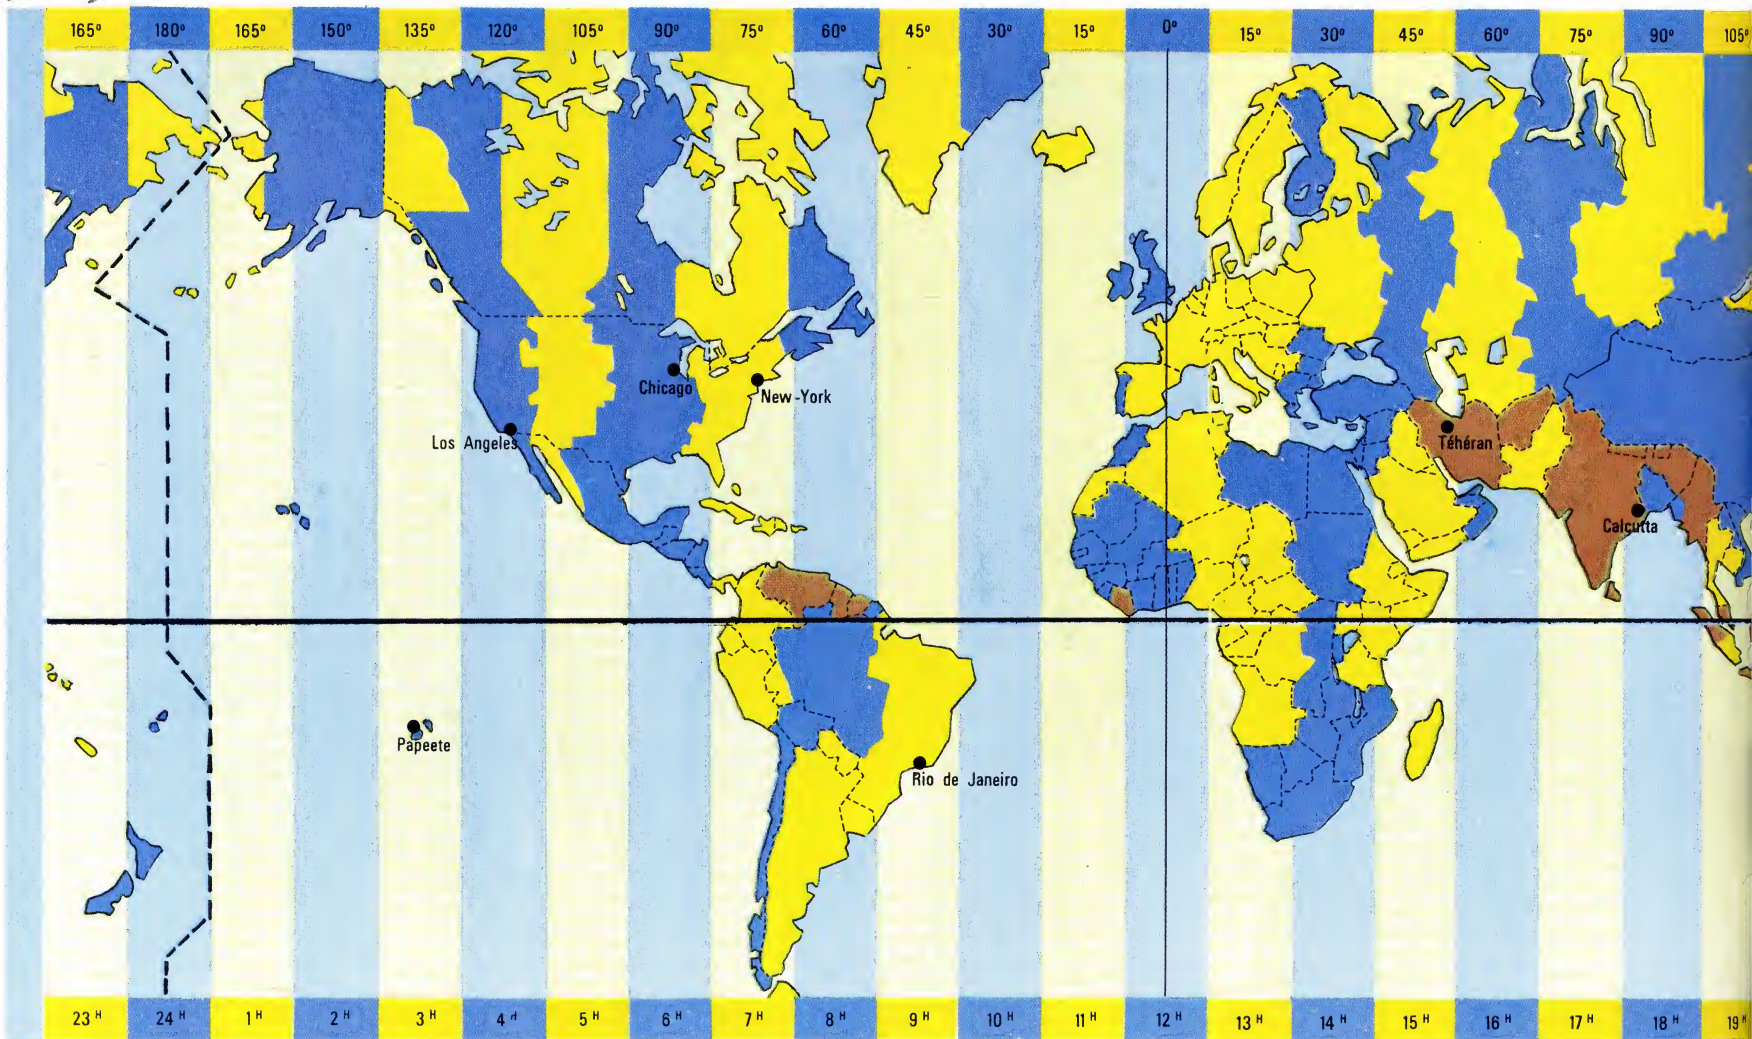 165° 180° 165° 150° 135° 120° 105° 90° 75° 60° 45° 30° 15° 0° 15° 30° 45° 60° 75° 90° 105°
Chicago
New-York
Los Angeles
Téhéran
Calcutta
Papeete
Rio de Janeiro
23 H 24 H 1 H 2 H 3 H 4 H 5 H 6 H 7 H 8 H 9 H 10 H 11 H 12 H 13 H 14 H 15 H 16 H 17 H 18 H 19 H